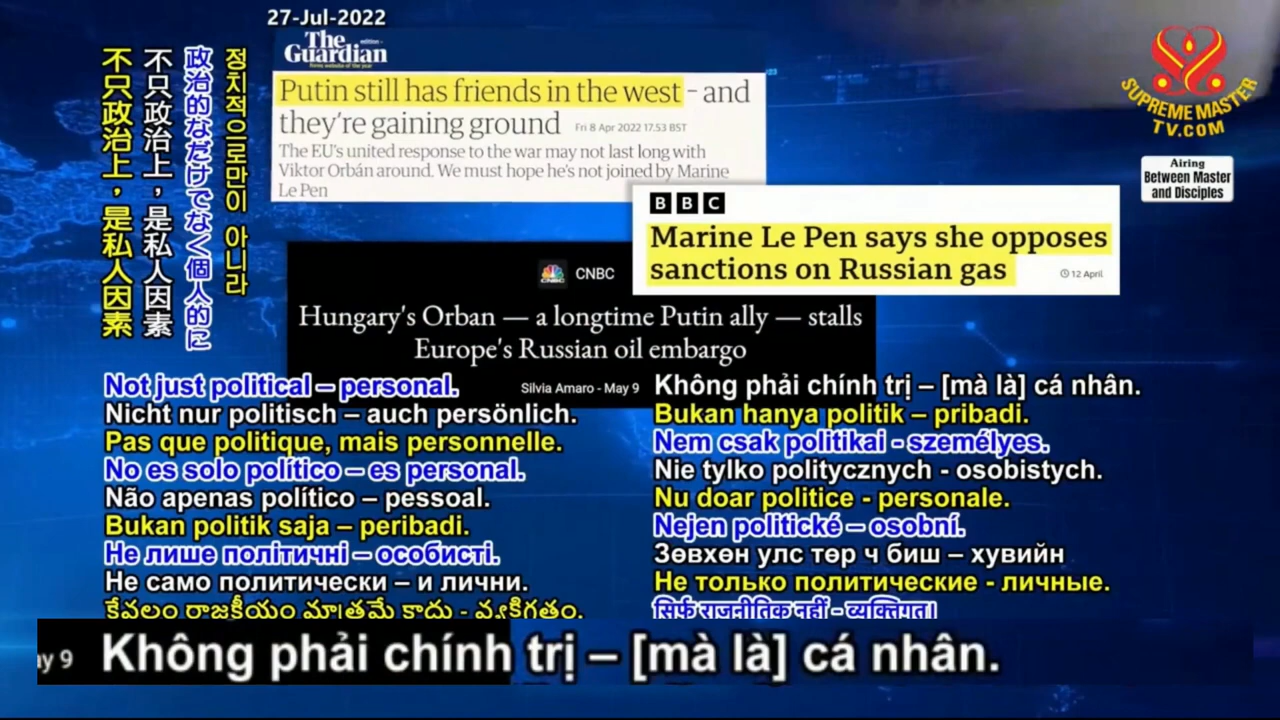 27-Jul-2022
The Guardian
Putin still has friends in the west – and
they're gaining ground
Fri 8 Apr 2022 17.53 BST
The EU's united response to the war may not last long with
Viktor Orbán around. We must hope he's not joined by Marine
Le Pen
SUPREME MASTER
TV.COM
Airing
Between Master
and Disciples
BBC
Marine Le Pen says she opposes
sanctions on Russian gas
12 April
CNBC
Hungary's Orban — a longtime Putin ally — stalls
Europe's Russian oil embargo
Silvia Amaro - May 9
정치적으로만이 아니라
政治的なだけでなく個人的に
不只政治上，是私人因素
不只政治上，是私人因素
Not just political – personal.
Nicht nur politisch – auch persönlich.
Pas que politique, mais personnelle.
No es solo político – es personal.
Não apenas político – pessoal.
Bukan politik saja – peribadi.
Не лише політичні – особисті.
Не само политически – и лични.
కేవలం రాజకీయం మాత్రమే కాదు - వ్యక్తిగతం.
Không phải chính trị – [mà là] cá nhân.
Bukan hanya politik – pribadi.
Nem csak politikai - személyes.
Nie tylko politycznych - osobistych.
Nu doar politice - personale.
Nejen politické – osobní.
Зөвхөн улс төр ч биш – хувийн
Не только политические - личные.
सिर्फ राजनीतिक नहीं - व्यक्तिगत।
ay 9
Không phải chính trị – [mà là] cá nhân.